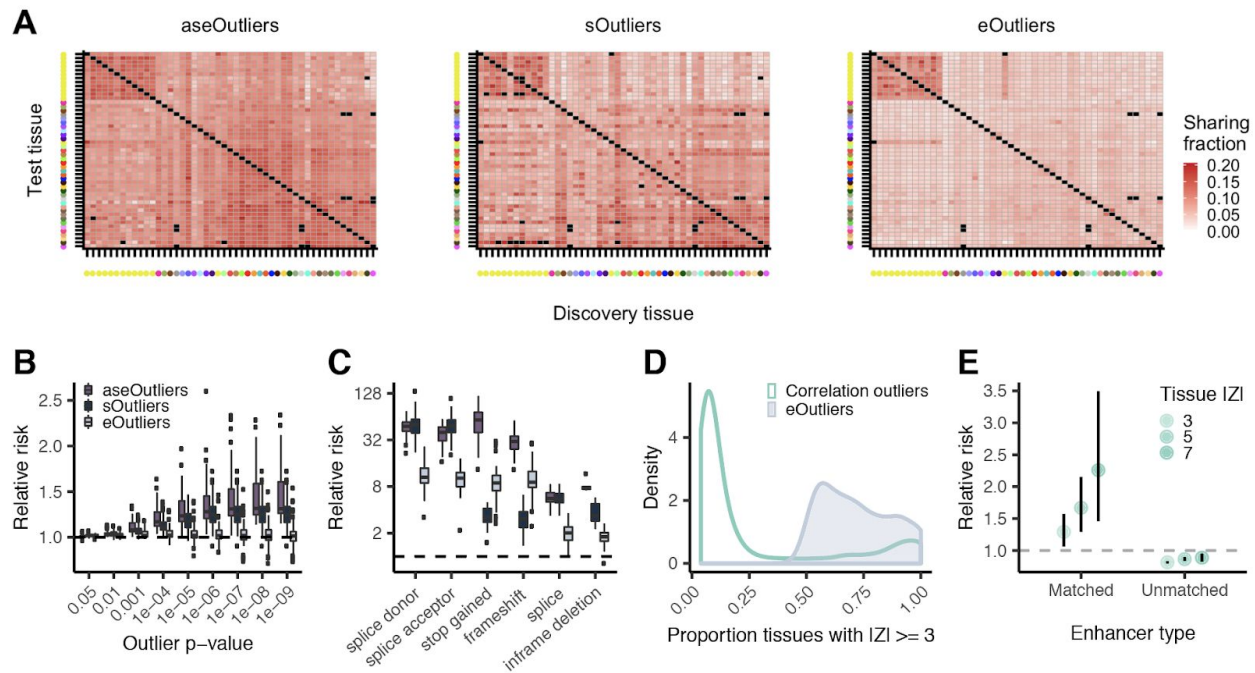 A
aseOutliers
sOutliers
eOutliers
Test tissue
Sharing
fraction
0.20
0.15
0.10
0.05
0.00
Discovery tissue
B
Relative risk
2.5
2.0
1.5
1.0
aseOutliers
sOutliers
eOutliers
0.05
0.01
0.001
1e−04
1e−05
1e−06
1e−07
1e−08
1e−09
Outlier p−value
C
Relative risk
128
32
8
2
splice donor
splice acceptor
stop gained
frameshift
splice
inframe deletion
D
Density
4
2
0
Correlation outliers
eOutliers
0.00
0.25
0.50
0.75
1.00
Proportion tissues with |Z| >= 3
E
Relative risk
3.5
3.0
2.5
2.0
1.5
1.0
Tissue |Z|
3
5
7
Matched
Unmatched
Enhancer type